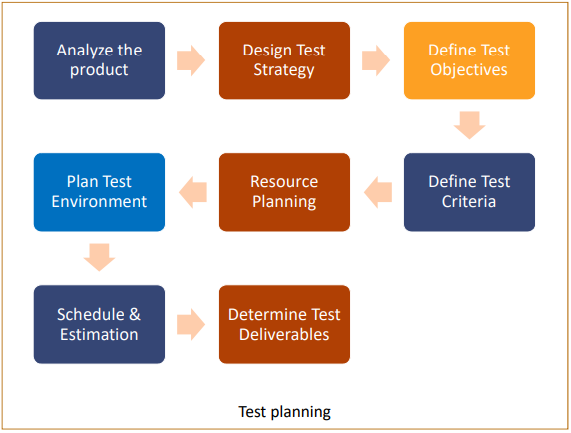 Analyze the
product
Design Test
Strategy
Define Test
Objectives
Define Test
Criteria
Resource
Planning
Plan Test
Environment
Schedule &
Estimation
Determine Test
Deliverables
Test planning